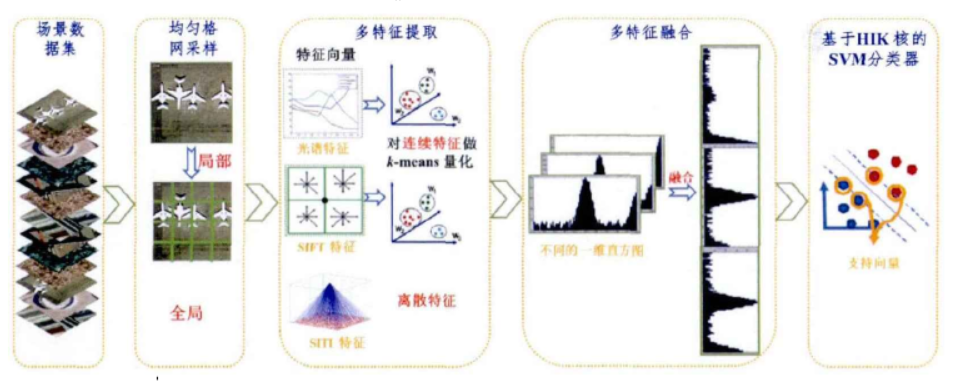 场景数
据集
均匀格
网采样
局部
全局
多特征提取
特征向量
光谱特征
对连续特征做
k-means 量化
SIFT 特征
离散特征
SITI 特征
多特征融合
融合
不同的一维直方图
基于HIK 核的
SVM分类器
支持向量